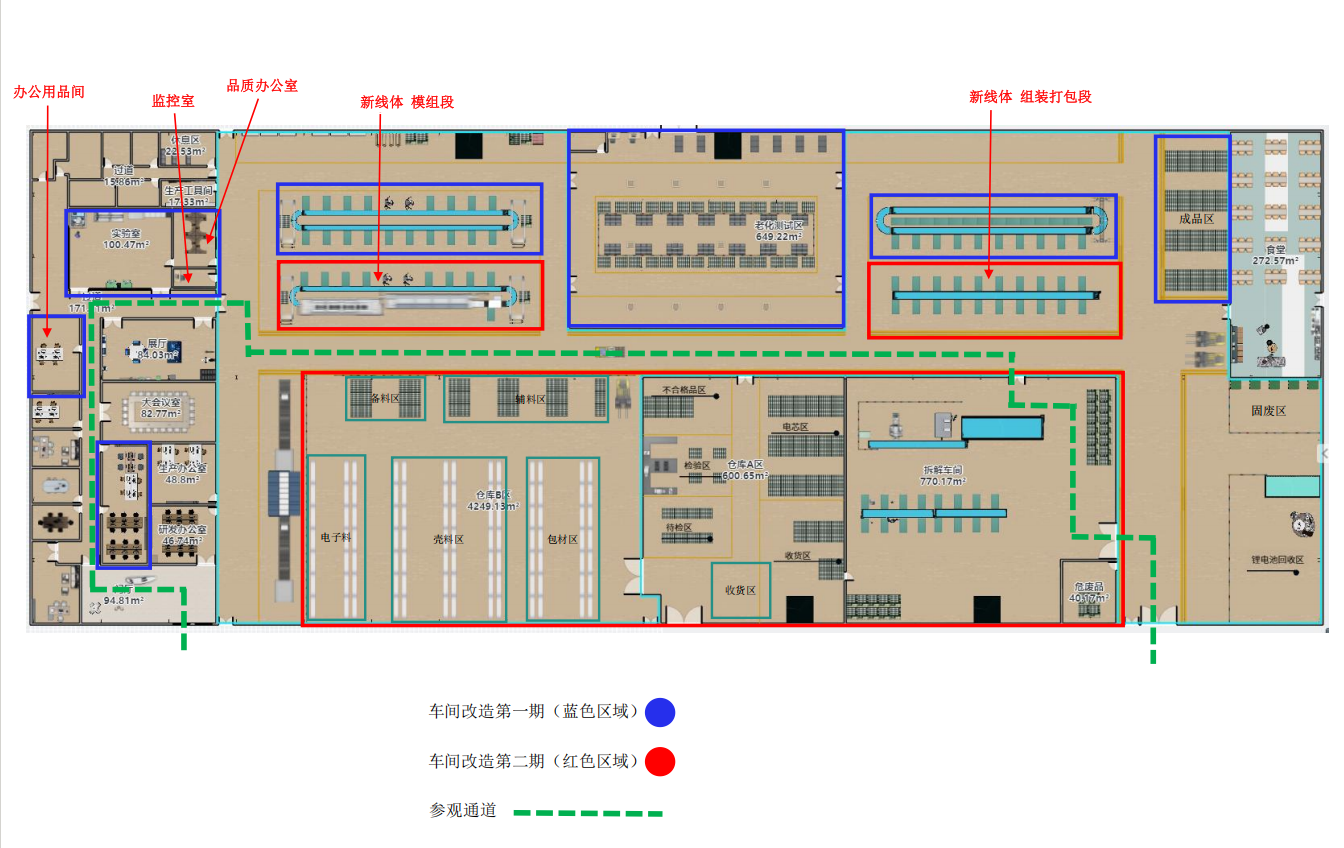 办公用品间
监控室
品质办公室
新线体 模组段
新线体 组装打包段
休息区
22.53m²
过道
15.86m²
生产工具间
17.33m²
实验室
100.47m²
老化测试区
649.22m²
成品区
食堂
272.57m²
展厅
84.03m²
大会议室
82.77m²
生产办公室
48.8m²
研发办公室
46.74m²
94.81m²
备料区
辅料区
仓库B区
4249.13m²
电子料
壳料区
包材区
不合格品区
电芯区
检验区
仓库A区
600.65m²
待检区
收货区
收货区
拆解车间
770.17m²
危废品
40.17m²
固废区
锂电池回收区
车间改造第一期（蓝色区域）
车间改造第二期（红色区域）
参观通道